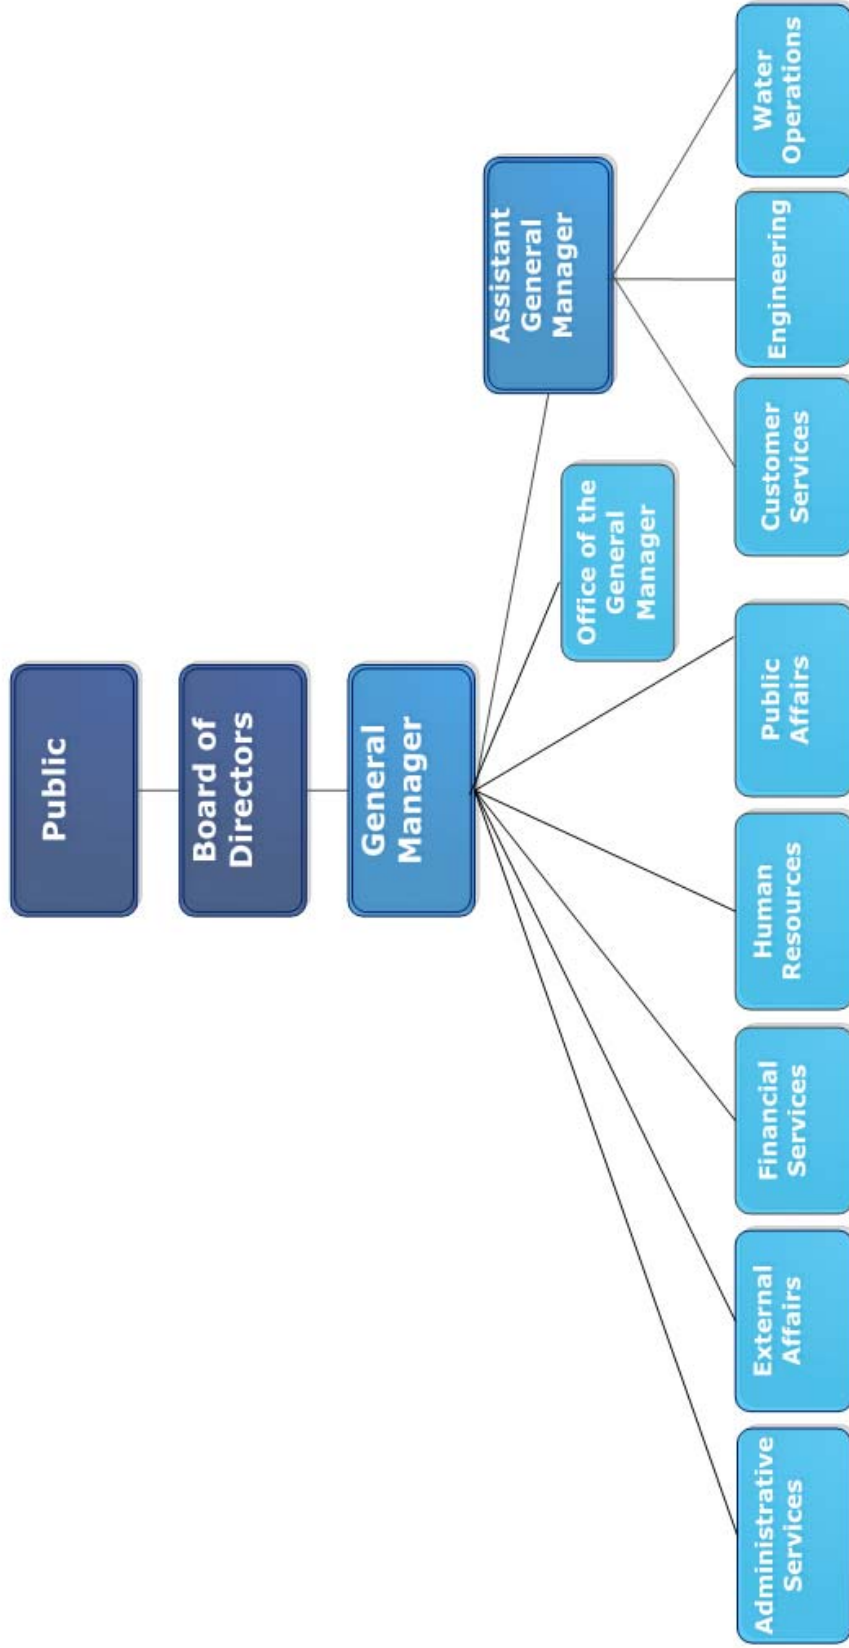 Public
Board of
Directors
General
Manager
Assistant
General
Manager
Office of the
General
Manager
Administrative
Services
External
Affairs
Financial
Services
Human
Resources
Public
Affairs
Customer
Services
Engineering
Water
Operations